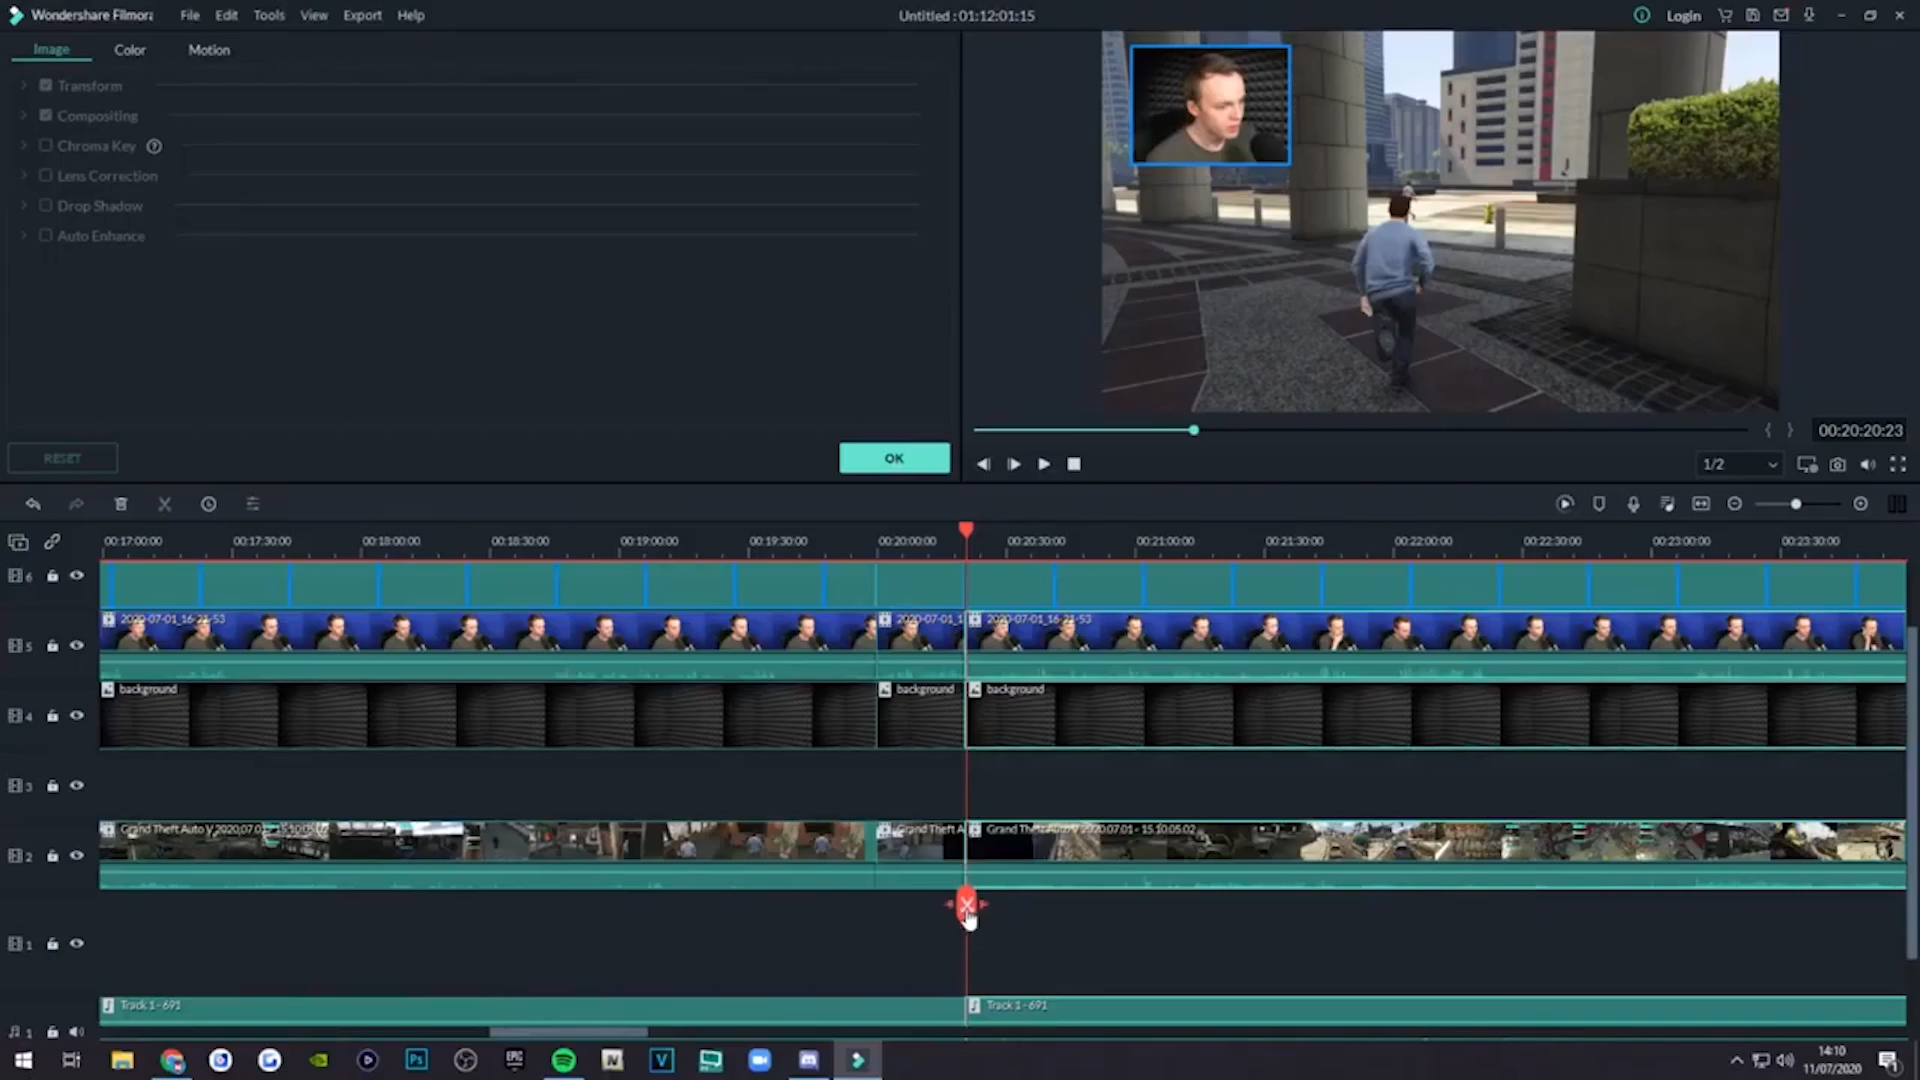 Wondershare Filmora File Edit Tools View Export Help
Untitled : 01:12:01:15
Login
Image Color Motion
Transform
Compositing
Chroma Key ?
Lens Correction
Drop Shadow
Auto Enhance
RESET
OK
{ } 00:20:20:23
1/2
00:17:00:00 00:17:30:00 00:18:00:00 00:18:30:00 00:19:00:00 00:19:30:00 00:20:00:00 00:20:30:00 00:21:00:00 00:21:30:00 00:22:00:00 00:22:30:00 00:23:00:00 00:23:30:00
6
2020-07-01_16-21-53 2020-07-01_1 2020-07-01_16-21-53
5
background background background
4
3
Grand Theft Auto V 2020.07.01 - 15.10.05.02 Grand Theft A Grand Theft Auto V 2020.07.01 - 15.10.05.02
2
1
Track 1 - 691 Track 1 - 691
1
Ps EPIC N V
14:10
11/07/2020
1